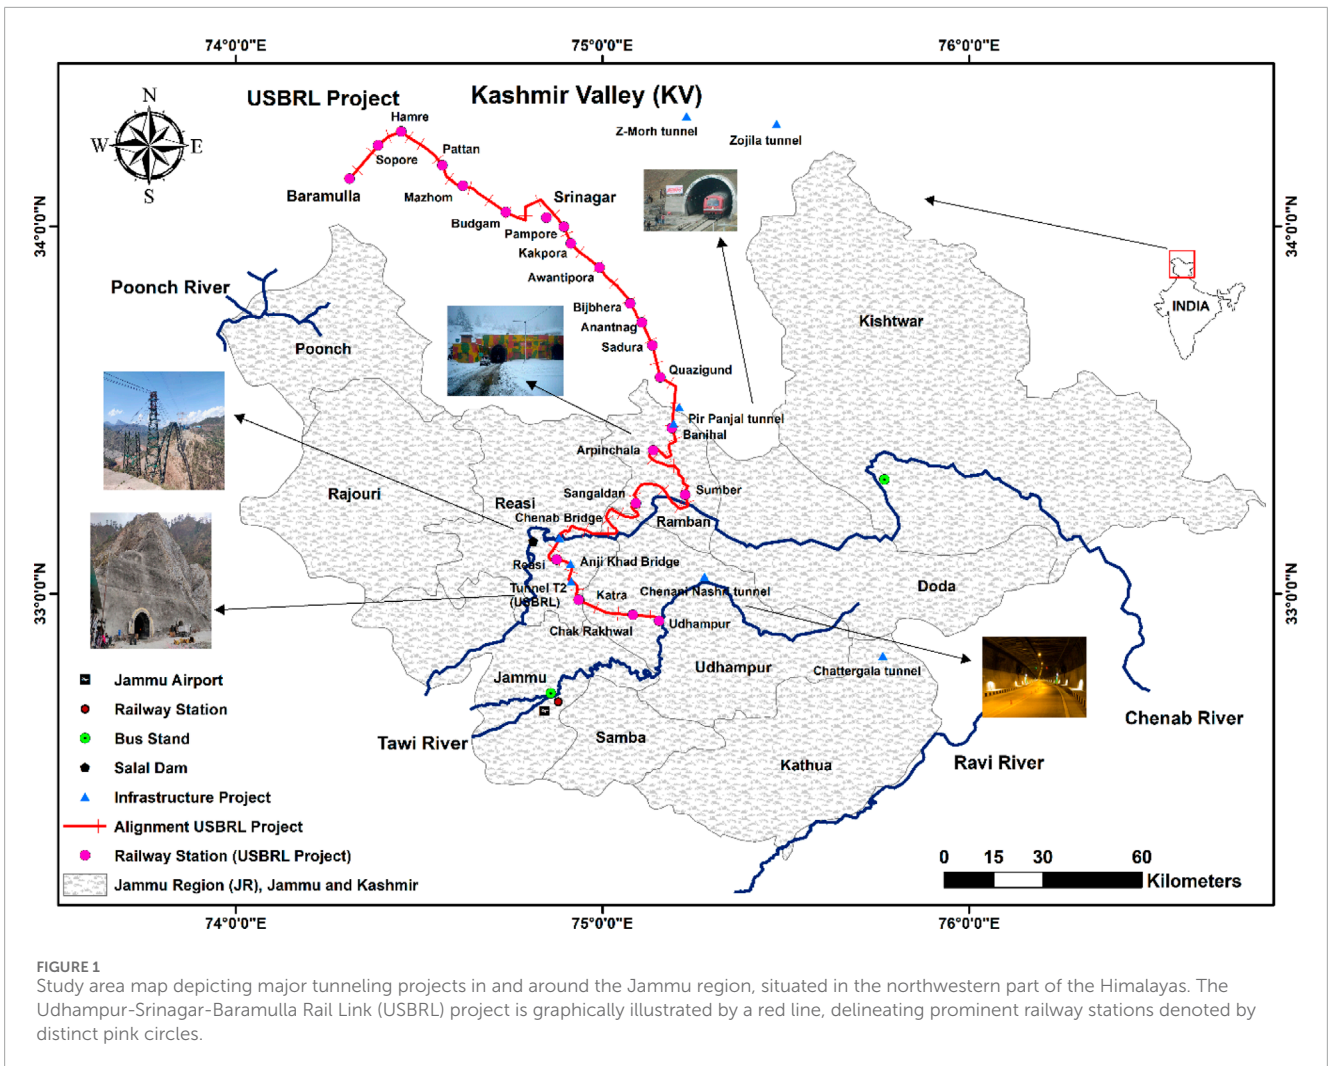 74°0'0"E
75°0'0"E
76°0'0"E
USBRL Project
Kashmir Valley (KV)
N
W
E
S
Hamre
Z-Morh tunnel
Zojila tunnel
Sopore
Pattan
Baramulla
Mazhom
Srinagar
Budgam
Pampore
34°0'0"N
34°0'0"N
Kakpora
Awantipora
Poonch River
Bijbhera
INDIA
Anantnag
Kishtwar
Poonch
Sadura
Quazigund
Pir Panjal tunnel
Banihal
Arpinchala
Rajouri
Sangaldan
Sumber
Reasi
Chenab Bridge
Ramban
Reasi
Anji Khad Bridge
33°0'0"N
33°0'0"N
Tunnel T2
(USBRL)
Katra
Chenani Nashri tunnel
Doda
Chak Rakhwal
Udhampur
Udhampur
Chattergala tunnel
Jammu
Jammu Airport
Railway Station
Chenab River
Bus Stand
Tawi River
Samba
Ravi River
Kathua
Salal Dam
Infrastructure Project
Alignment USBRL Project
Railway Station (USBRL Project)
Jammu Region (JR), Jammu and Kashmir
0 15 30 60
Kilometers
74°0'0"E
75°0'0"E
76°0'0"E
FIGURE 1
Study area map depicting major tunneling projects in and around the Jammu region, situated in the northwestern part of the Himalayas. The
Udhampur-Srinagar-Baramulla Rail Link (USBRL) project is graphically illustrated by a red line, delineating prominent railway stations denoted by
distinct pink circles.